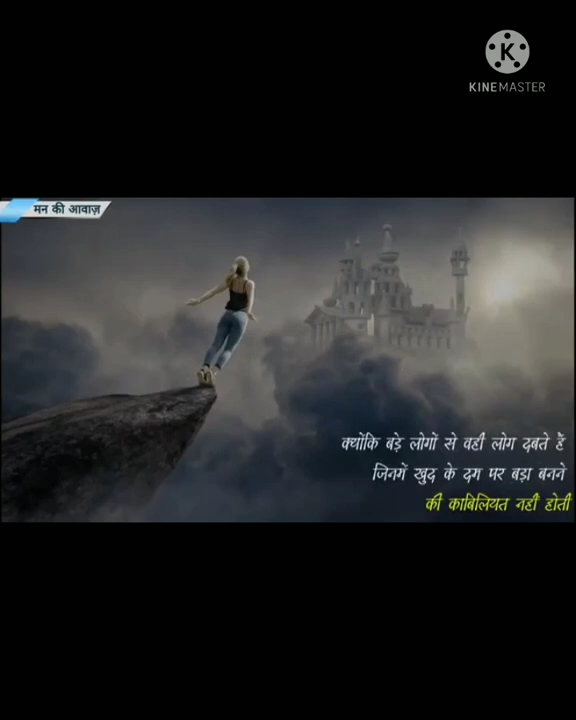 KINEMASTER
मन की आवाज़
क्योंकि बड़े लोगों से वही लोग दबते हैं
जिनमें खुद के दम पर बड़ा बनने
की काबिलियत नहीं होती